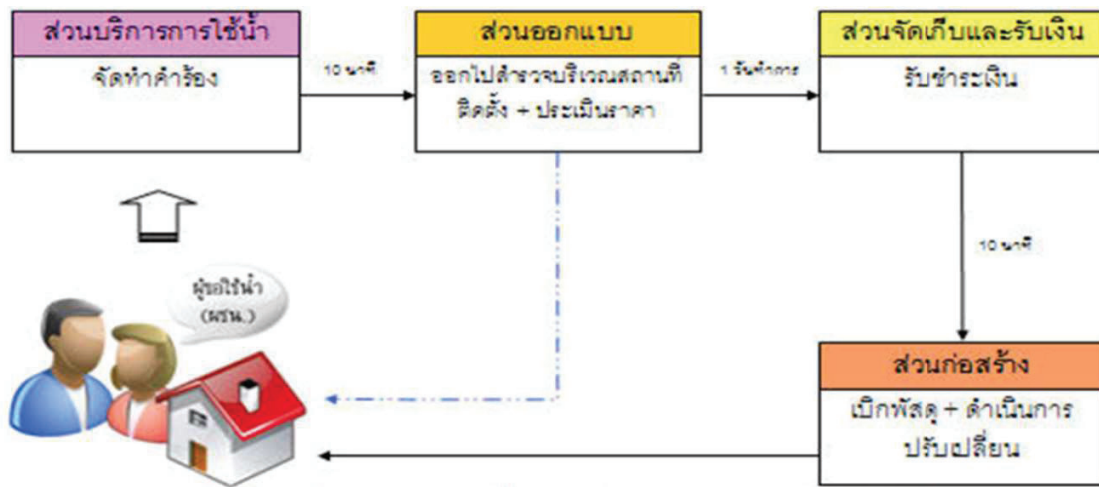 ส่วนบริการการใช้น้ำ
จัดทำคำร้อง
10 นาที
ส่วนออกแบบ
ออกไปสำรวจบริเวณสถานที่
ติดตั้ง + ประเมินราคา
1 วันทำการ
ส่วนจัดเก็บและรับเงิน
รับชำระเงิน
10 นาที
ผู้ขอใช้น้ำ
(ผชน.)
ส่วนก่อสร้าง
เบิกพัสดุ + ดำเนินการ
ปรับเปลี่ยน